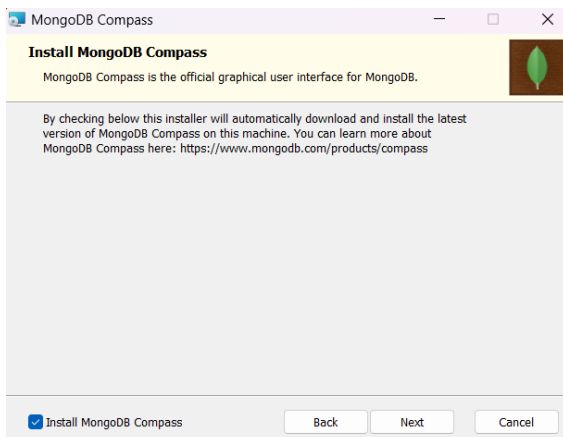 MongoDB Compass
Install MongoDB Compass
MongoDB Compass is the official graphical user interface for MongoDB.
By checking below this installer will automatically download and install the latest
version of MongoDB Compass on this machine. You can learn more about
MongoDB Compass here: https://www.mongodb.com/products/compass
Install MongoDB Compass
Back
Next
Cancel